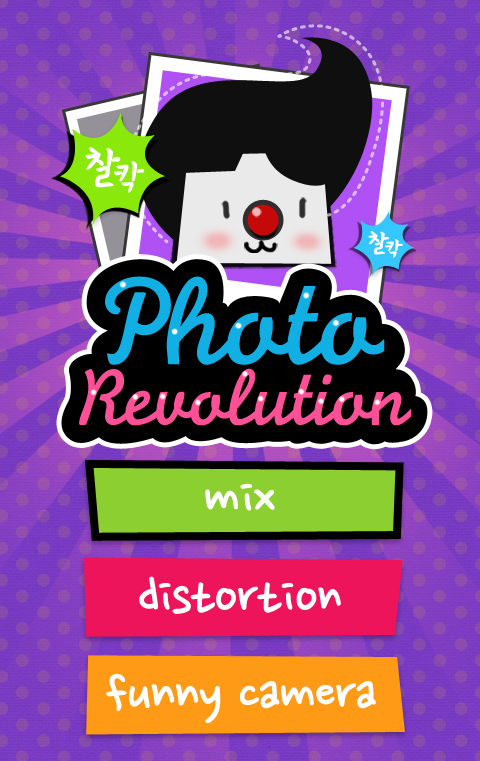 찰칵
찰칵
Photo
Revolution
mix
distortion
funny camera